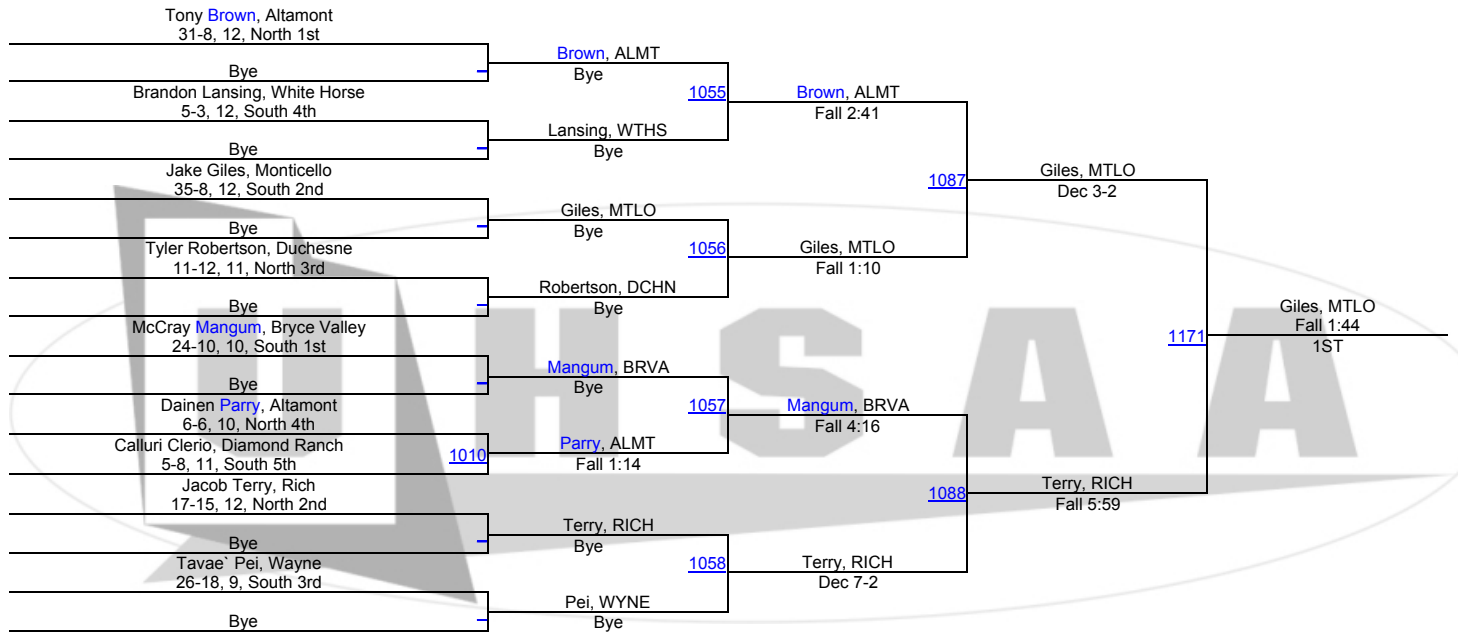 Tony Brown, Altamont
31-8, 12, North 1st
Bye
Brandon Lansing, White Horse
5-3, 12, South 4th
Bye
Jake Giles, Monticello
35-8, 12, South 2nd
Bye
Tyler Robertson, Duchesne
11-12, 11, North 3rd
Bye
McCray Mangum, Bryce Valley
24-10, 10, South 1st
Bye
Dainen Parry, Altamont
6-6, 10, North 4th
Calluri Clerio, Diamond Ranch
5-8, 11, South 5th
Jacob Terry, Rich
17-15, 12, North 2nd
Bye
Tavae` Pei, Wayne
26-18, 9, South 3rd
Bye
1010
Brown, ALMT
Bye
Lansing, WTHS
Bye
Giles, MTLO
Bye
Robertson, DCHN
Bye
Mangum, BRVA
Bye
Parry, ALMT
Fall 1:14
Terry, RICH
Bye
Pei, WYNE
Bye
1055
1056
1057
1058
Brown, ALMT
Fall 2:41
Giles, MTLO
Fall 1:10
Mangum, BRVA
Fall 4:16
Terry, RICH
Dec 7-2
1087
1088
Giles, MTLO
Dec 3-2
Terry, RICH
Fall 5:59
1171
Giles, MTLO
Fall 1:44
1ST
UHSAA